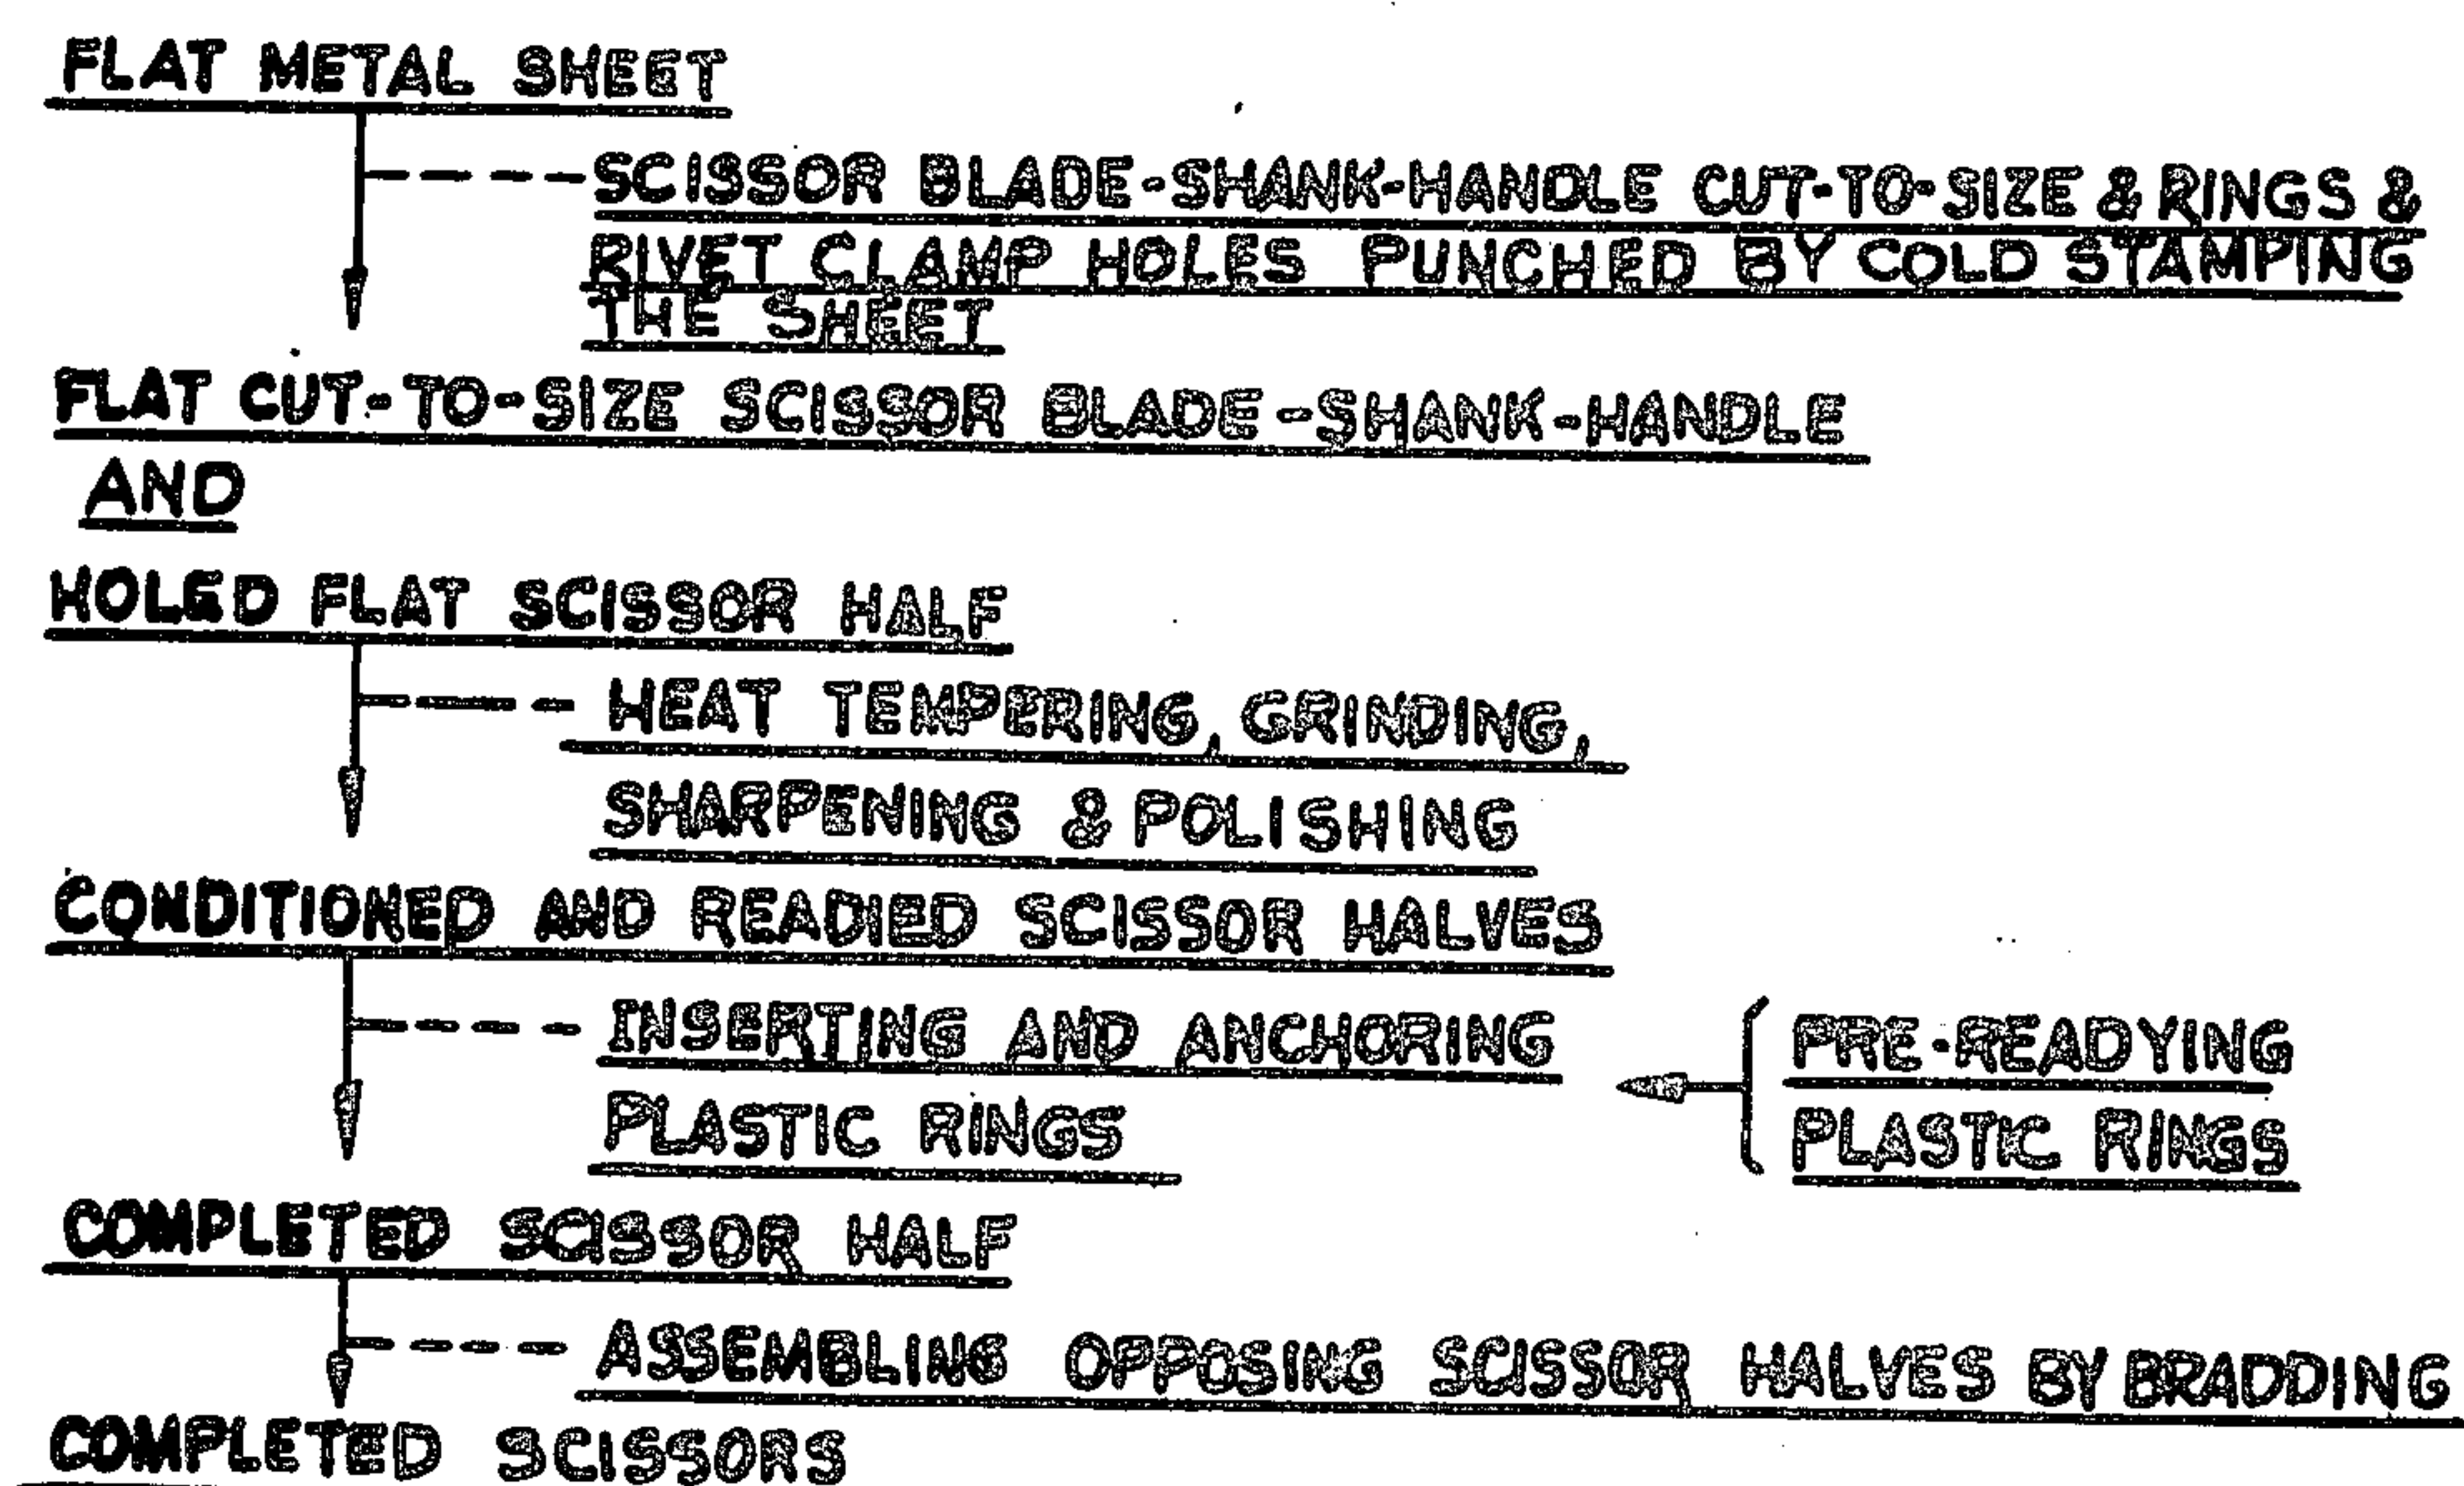 FLAT METAL SHEET
SCISSOR BLADE-SHANK-HANDLE CUT-TO-SIZE & RINGS &
RIVET CLAMP HOLES PUNCHED BY COLD STAMPING
THE SHEET
FLAT CUT-TO-SIZE SCISSOR BLADE-SHANK-HANDLE
AND
HOLED FLAT SCISSOR HALF
HEAT TEMPERING, GRINDING,
SHARPENING & POLISHING
CONDITIONED AND READIED SCISSOR HALVES
INSERTING AND ANCHORING
PLASTIC RINGS
PRE-READYING
PLASTIC RINGS
COMPLETED SCISSOR HALF
ASSEMBLING OPPOSING SCISSOR HALVES BY BRADDING
COMPLETED SCISSORS